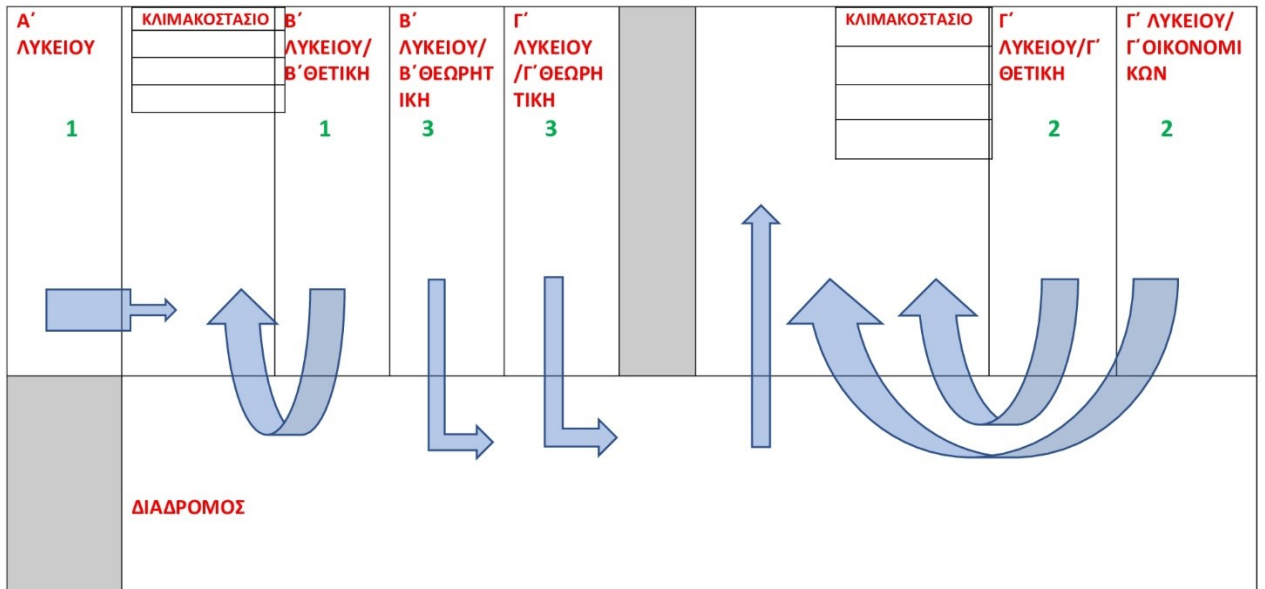 Α΄
ΛΥΚΕΙΟΥ
1
ΚΛΙΜΑΚΟΣΤΑΣΙΟ
Β΄
ΛΥΚΕΙΟΥ/
Β΄ΘΕΤΙΚΗ
1
Β΄
ΛΥΚΕΙΟΥ/
Β΄ΘΕΩΡΗΤ
ΙΚΗ
3
Γ΄
ΛΥΚΕΙΟΥ
/Γ΄ΘΕΩΡΗ
ΤΙΚΗ
3
ΚΛΙΜΑΚΟΣΤΑΣΙΟ
Γ΄
ΛΥΚΕΙΟΥ/Γ΄
ΘΕΤΙΚΗ
2
Γ΄ ΛΥΚΕΙΟΥ/
Γ΄ΟΙΚΟΝΟΜΙ
ΚΩΝ
2
ΔΙΑΔΡΟΜΟΣ